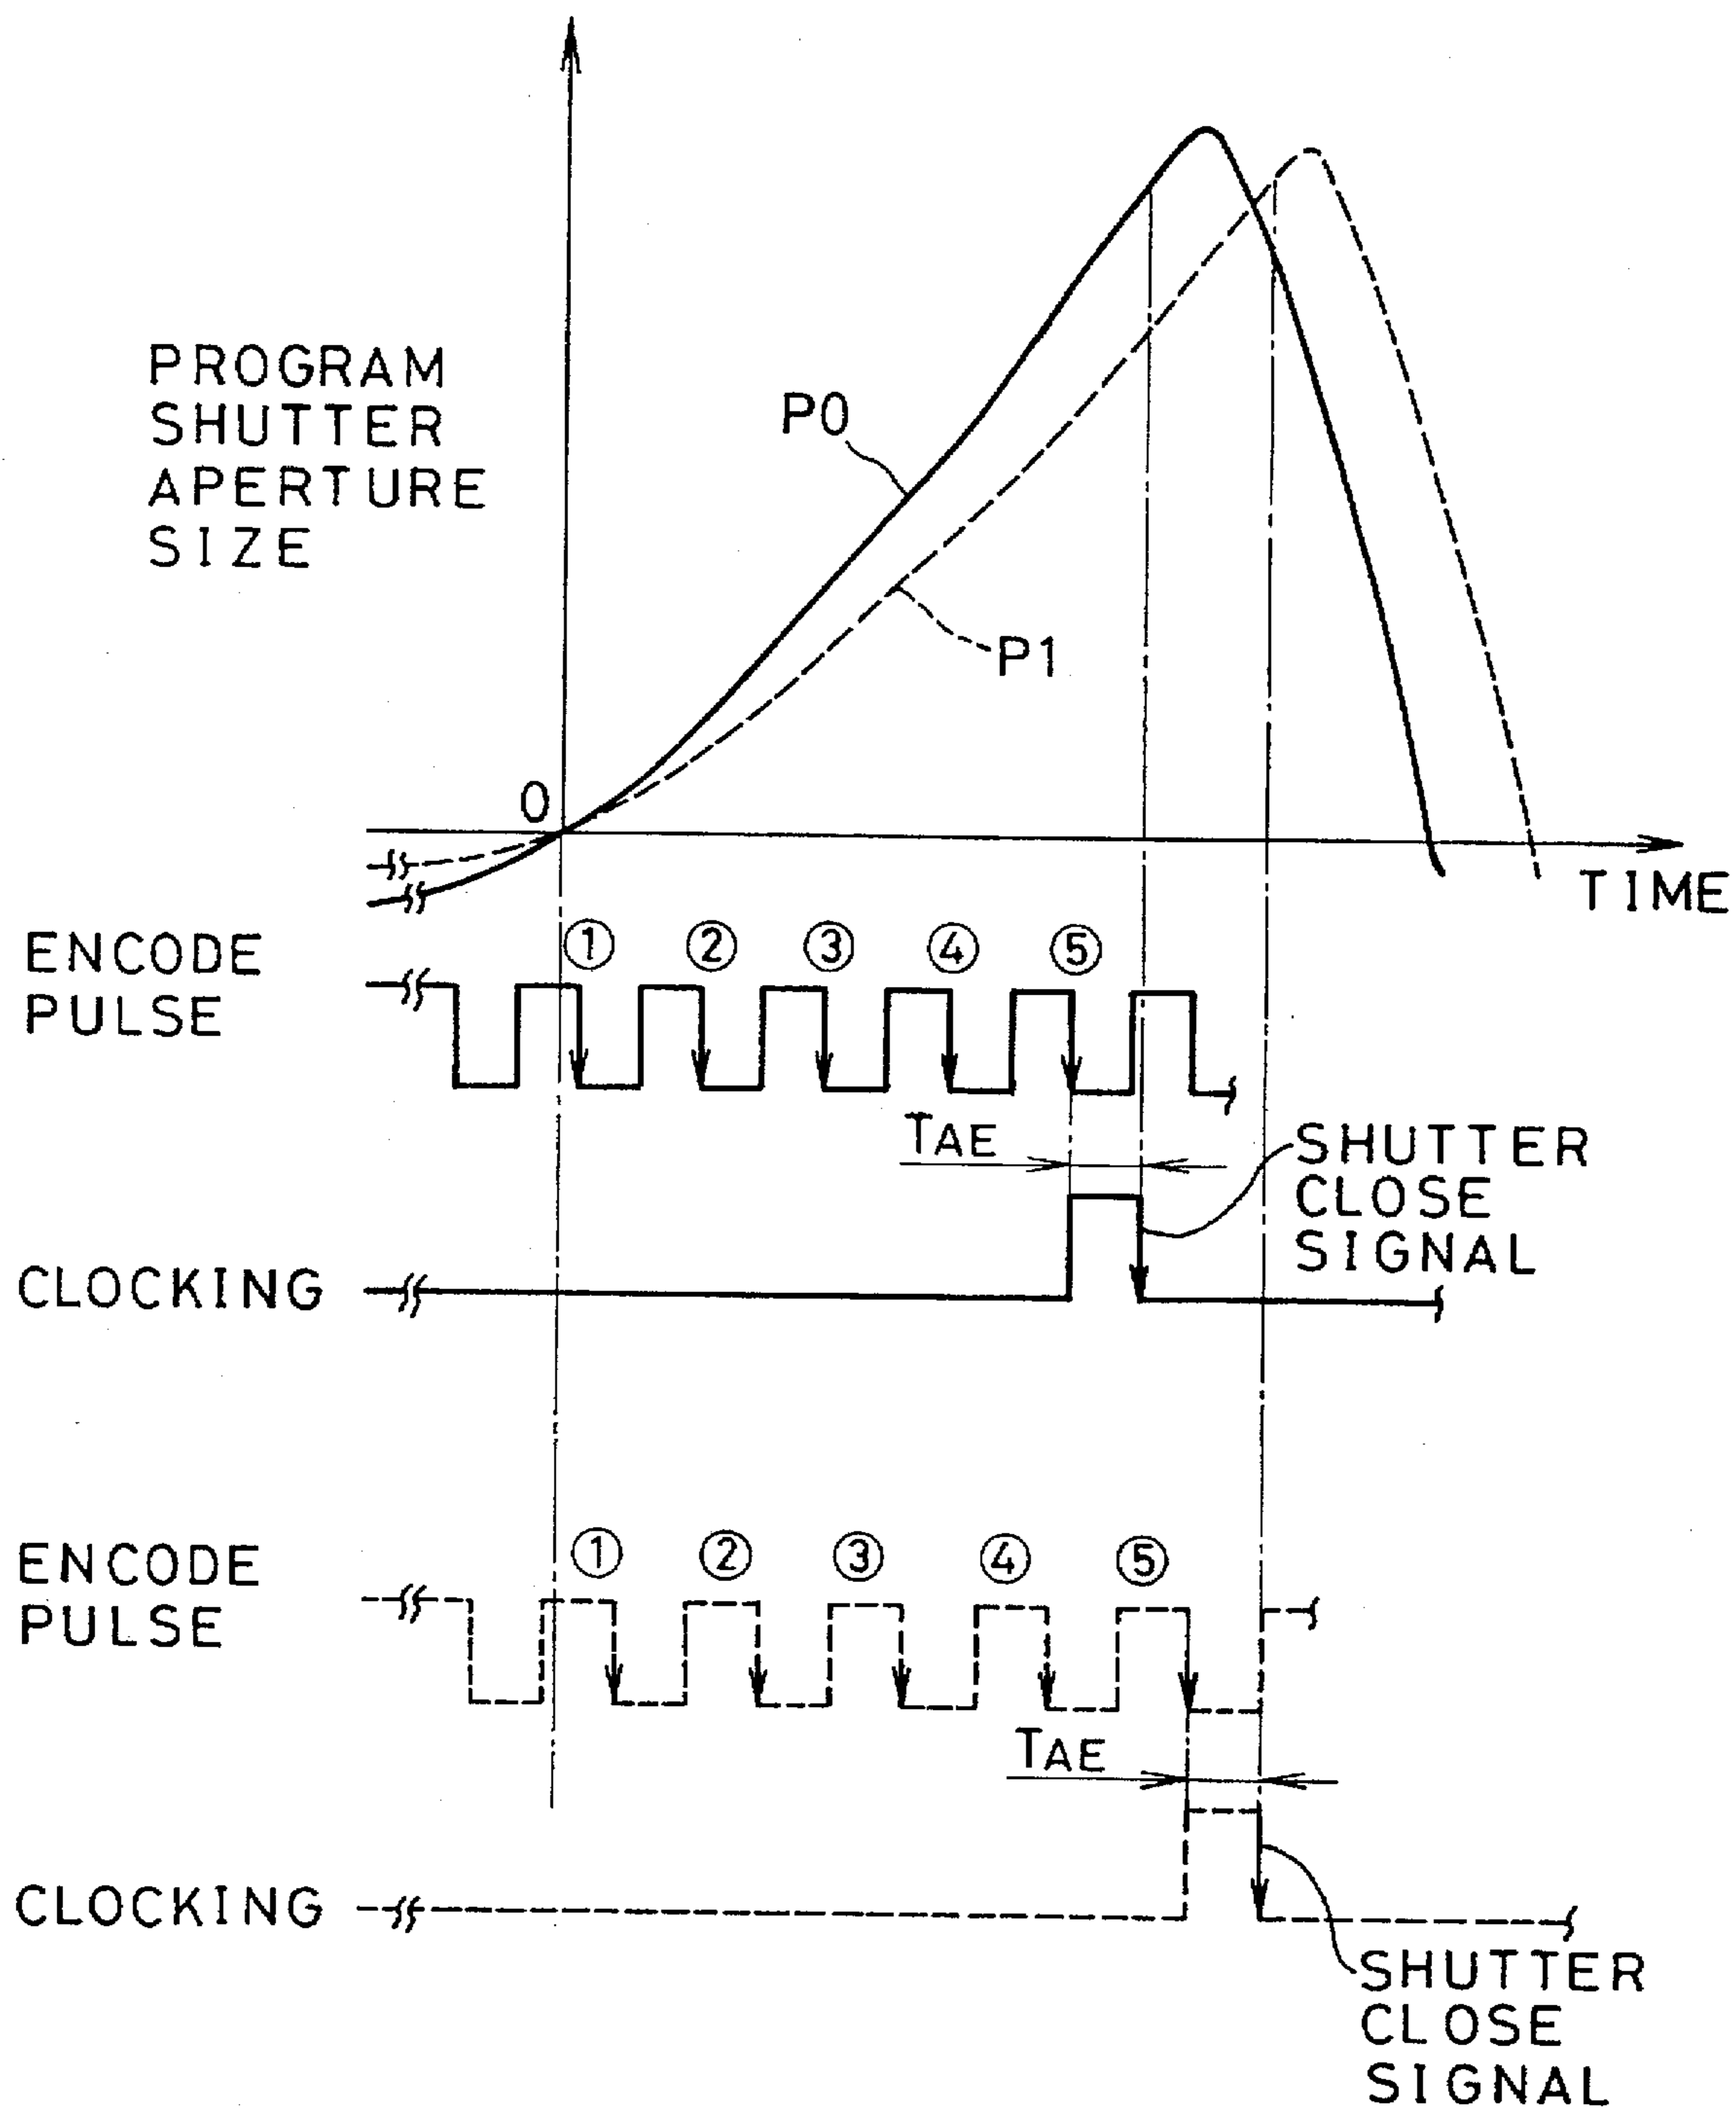 PROGRAM
SHUTTER
APERTURE
SIZE
P0
P1
0
TIME
ENCODE
PULSE
① ② ③ ④ ⑤
TAE
SHUTTER
CLOSE
SIGNAL
CLOCKING
ENCODE
PULSE
① ② ③ ④ ⑤
TAE
CLOCKING
SHUTTER
CLOSE
SIGNAL